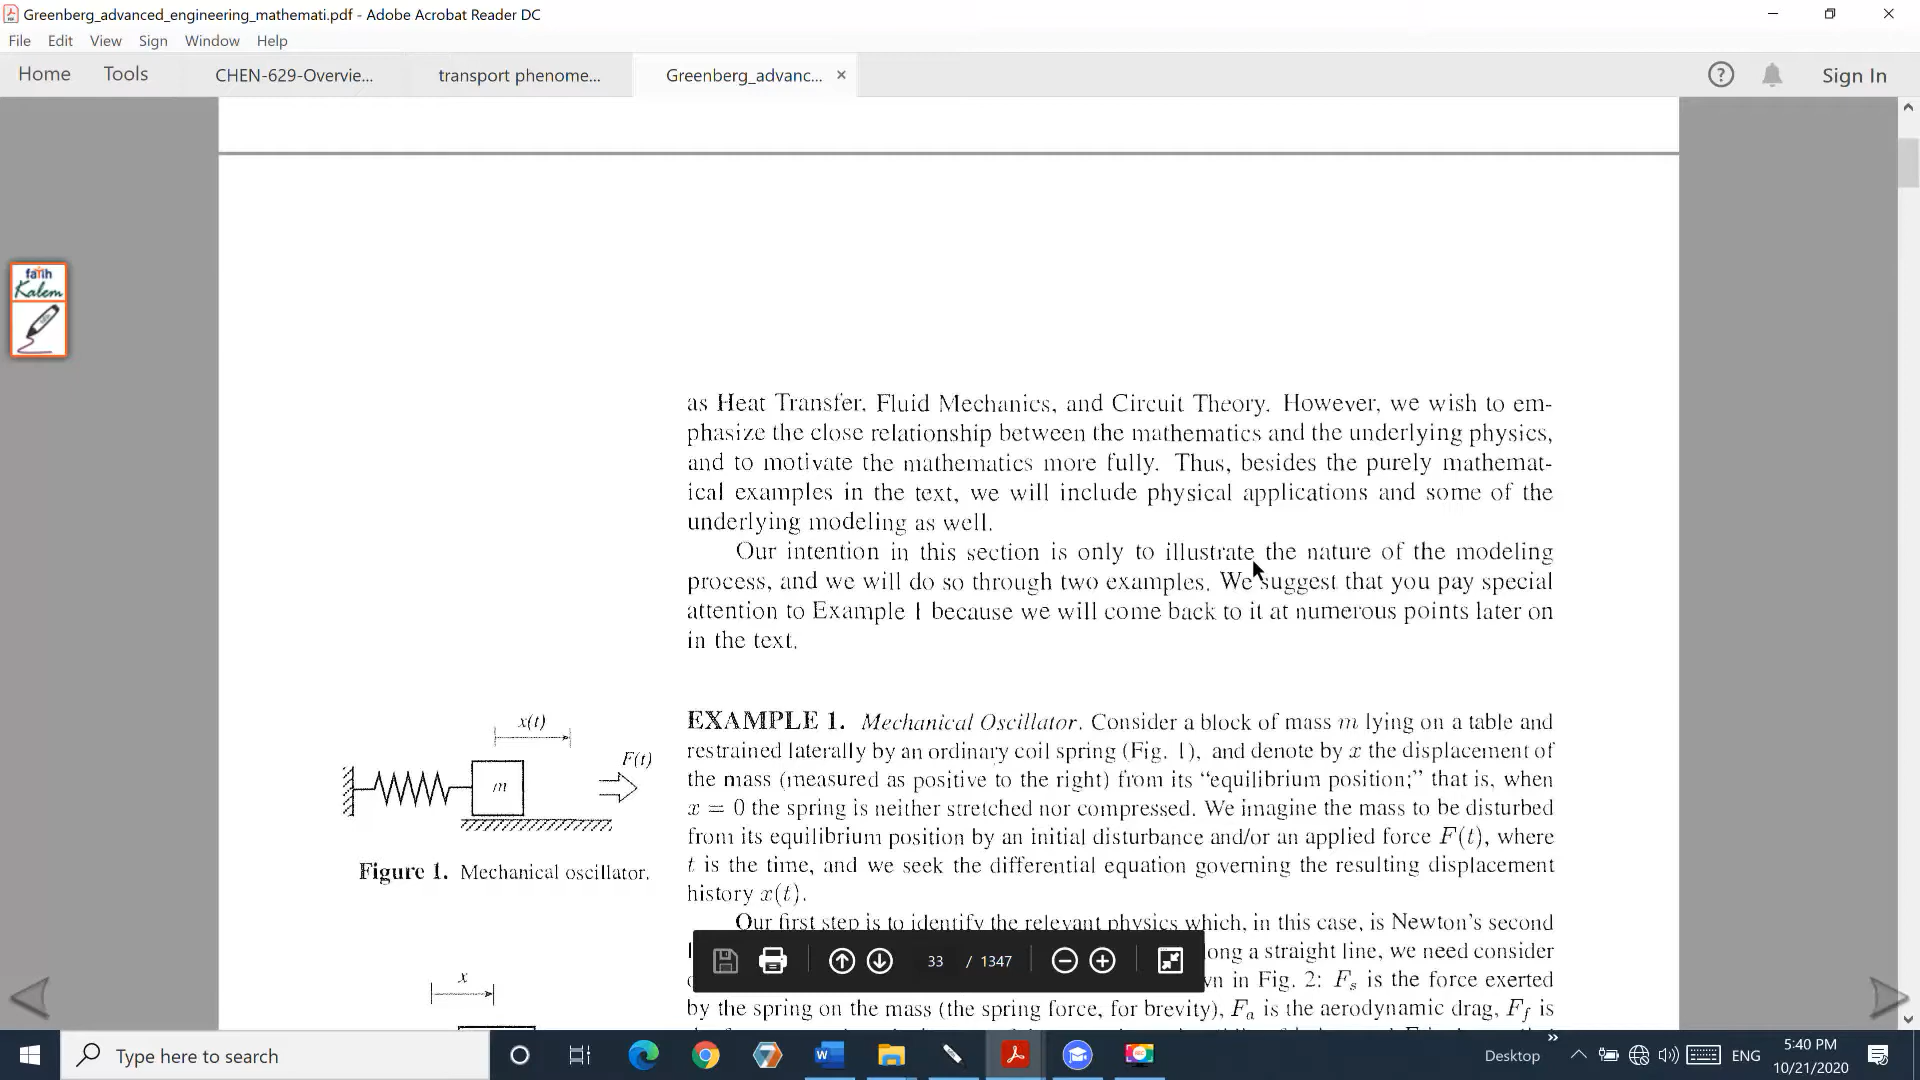 Greenberg_advanced_engineering_mathemati.pdf - Adobe Acrobat Reader DC
File Edit View Sign Window Help
Home Tools CHEN-629-Overvie... transport phenome... Greenberg_advanc... × ? Sign In
fatih
Kalem
as Heat Transfer, Fluid Mechanics, and Circuit Theory. However, we wish to em-
phasize the close relationship between the mathematics and the underlying physics,
and to motivate the mathematics more fully. Thus, besides the purely mathemat-
ical examples in the text, we will include physical applications and some of the
underlying modeling as well.
Our intention in this section is only to illustrate the nature of the modeling
process, and we will do so through two examples. We suggest that you pay special
attention to Example 1 because we will come back to it at numerous points later on
in the text.
x(t)
F(t)
m
Figure 1. Mechanical oscillator.
x
EXAMPLE 1. Mechanical Oscillator. Consider a block of mass m lying on a table and
restrained laterally by an ordinary coil spring (Fig. 1), and denote by x the displacement of
the mass (measured as positive to the right) from its "equilibrium position;" that is, when
x = 0 the spring is neither stretched nor compressed. We imagine the mass to be disturbed
from its equilibrium position by an initial disturbance and/or an applied force F(t), where
t is the time, and we seek the differential equation governing the resulting displacement
history x(t).
Our first step is to identify the relevant physics which, in this case, is Newton's second
ong a straight line, we need consider
vn in Fig. 2: Fs is the force exerted
by the spring on the mass (the spring force, for brevity), Fa is the aerodynamic drag, Ff is
33 / 1347
Type here to search
Desktop
ENG
5:40 PM
10/21/2020